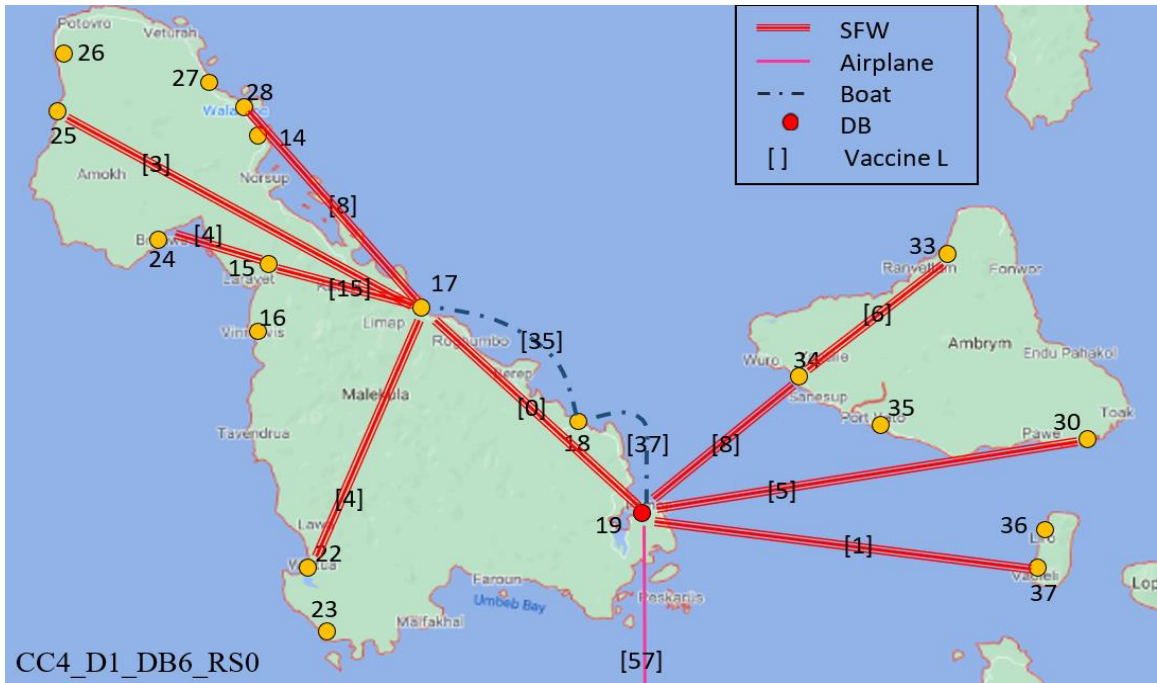 Potovro
Veturah
26
27
28
25
14
Amokh
[3]
Norsup
[8]
[4]
24
15
[15]
17
16
Limap
[35]
Malekula
[0]
18
Tavendrua
[37]
19
[4]
22
23
Faroun
Umbeb Bay
Malfakhal
[57]
CC4_D1_DB6_RS0
SFW
Airplane
Boat
DB
[ ] Vaccine L
33
Ranvetlam
Fonwor
[6]
Wuro
34
Ambrym
Endu Pahakol
Sanesup
35
Port Vato
30
Toak
Pawe
[8]
[5]
[1]
36
37